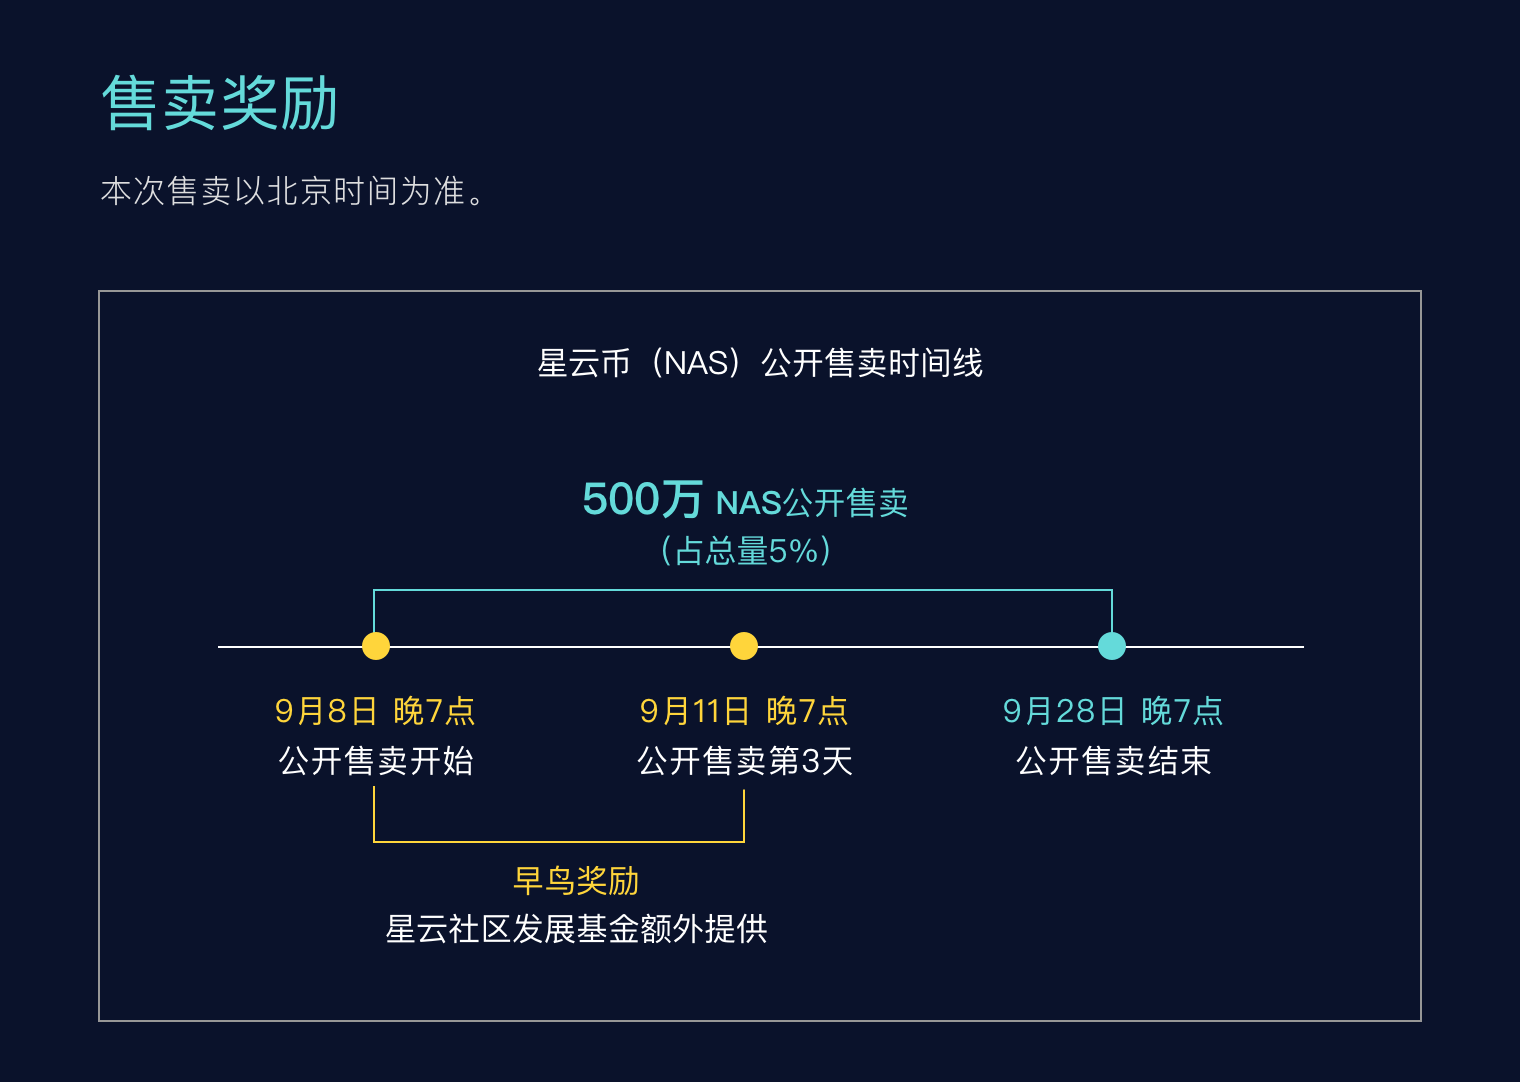 售卖奖励
本次售卖以北京时间为准。
星云币（NAS）公开售卖时间线
500万 NAS公开售卖
（占总量5%）
9月8日 晚7点
公开售卖开始
9月11日 晚7点
公开售卖第3天
9月28日 晚7点
公开售卖结束
早鸟奖励
星云社区发展基金额外提供